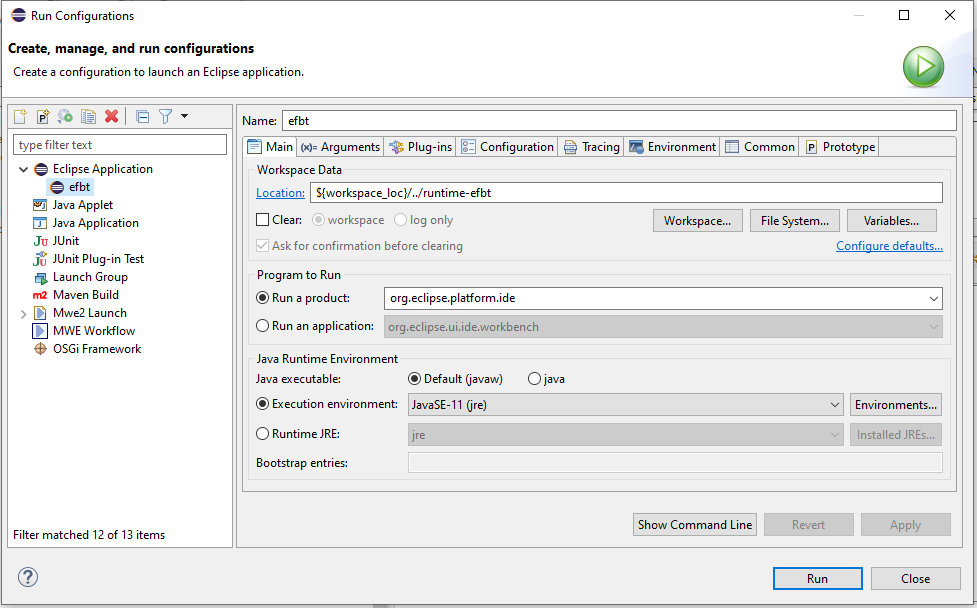 Run Configurations
Create, manage, and run configurations
Create a configuration to launch an Eclipse application.
type filter text
Eclipse Application
efbt
Java Applet
Java Application
Ju JUnit
JUnit Plug-in Test
Launch Group
m2 Maven Build
Mwe2 Launch
MWE Workflow
OSGi Framework
Filter matched 12 of 13 items
Name: efbt
Main (x)= Arguments Plug-ins Configuration Tracing Environment Common P Prototype
Workspace Data
Location: ${workspace_loc}/../runtime-efbt
Clear: workspace log only Workspace... File System... Variables...
Ask for confirmation before clearing Configure defaults...
Program to Run
Run a product: org.eclipse.platform.ide
Run an application: org.eclipse.ui.ide.workbench
Java Runtime Environment
Java executable: Default (javaw) java
Execution environment: JavaSE-11 (jre) Environments...
Runtime JRE: jre Installed JREs...
Bootstrap entries:
Show Command Line Revert Apply
? Run Close